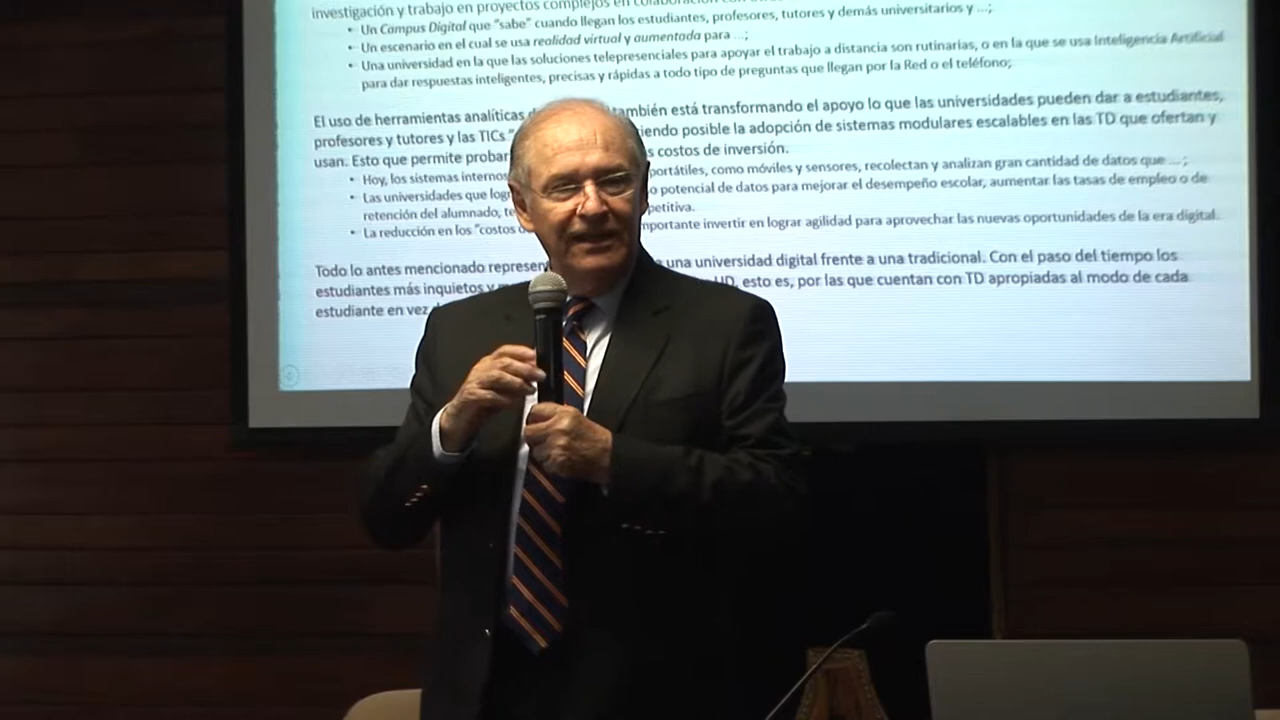 investigación y trabajo en proyectos complejos en colaboración con
• Un Campus Digital que "sabe" cuando llegan los estudiantes, profesores, tutores y demás universitarios y ...;
• Un escenario en el cual se usa realidad virtual y aumentada para ...;
• Una universidad en la que las soluciones telepresenciales para apoyar el trabajo a distancia son rutinarias, o en la que se usa Inteligencia Artificial
para dar respuestas inteligentes, precisas y rápidas a todo tipo de preguntas que llegan por la Red o el teléfono;
El uso de herramientas analíticas también está transformando el apoyo lo que las universidades pueden dar a estudiantes,
profesores y tutores y las TICs iendo posible la adopción de sistemas modulares escalables en las TD que ofertan y
usan. Esto que permite probar s costos de inversión.
• Hoy, los sistemas internos portátiles, como móviles y sensores, recolectan y analizan gran cantidad de datos que ... ;
• Las universidades que logr o potencial de datos para mejorar el desempeño escolar, aumentar las tasas de empleo o de
retención del alumnado, te petitiva.
• La reducción en los "costos mportante invertir en lograr agilidad para aprovechar las nuevas oportunidades de la era digital.
Todo lo antes mencionado represen una universidad digital frente a una tradicional. Con el paso del tiempo los
estudiantes más inquietos y UD, esto es, por las que cuentan con TD apropiadas al modo de cada
estudiante en vez